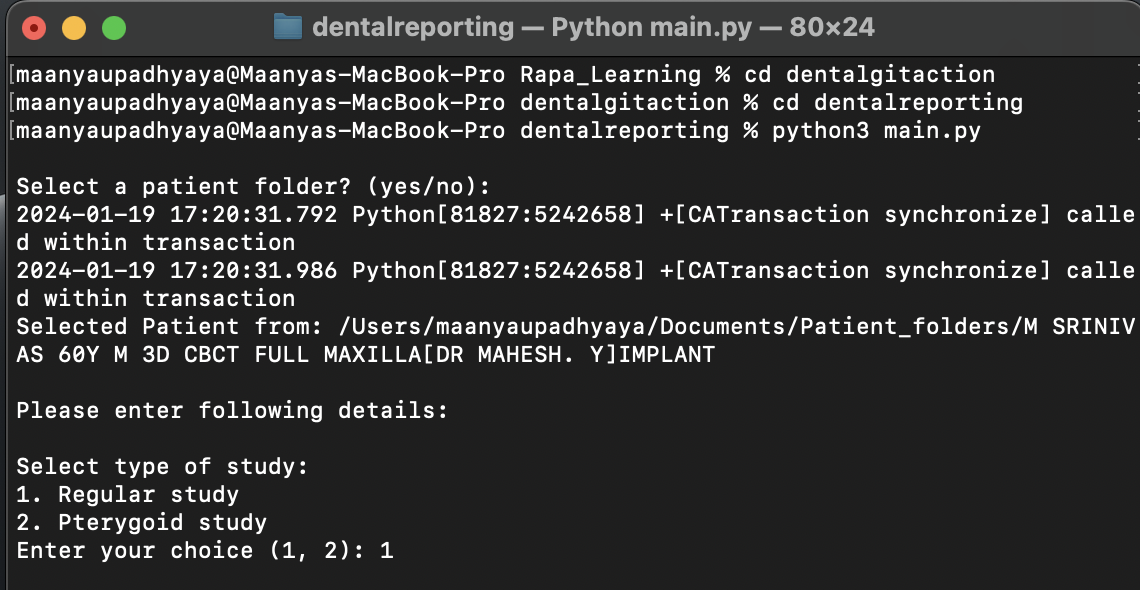 dentalreporting — Python main.py — 80×24
[maanyaupadhyaya@Maanyas-MacBook-Pro Rapa_Learning % cd dentalgitaction
[maanyaupadhyaya@Maanyas-MacBook-Pro dentalgitaction % cd dentalreporting
[maanyaupadhyaya@Maanyas-MacBook-Pro dentalreporting % python3 main.py
Select a patient folder? (yes/no):
2024-01-19 17:20:31.792 Python[81827:5242658] +[CATransaction synchronize] calle
d within transaction
2024-01-19 17:20:31.986 Python[81827:5242658] +[CATransaction synchronize] calle
d within transaction
Selected Patient from: /Users/maanyaupadhyaya/Documents/Patient_folders/M SRINIV
AS 60Y M 3D CBCT FULL MAXILLA[DR MAHESH. Y]IMPLANT
Please enter following details:
Select type of study:
1. Regular study
2. Pterygoid study
Enter your choice (1, 2): 1